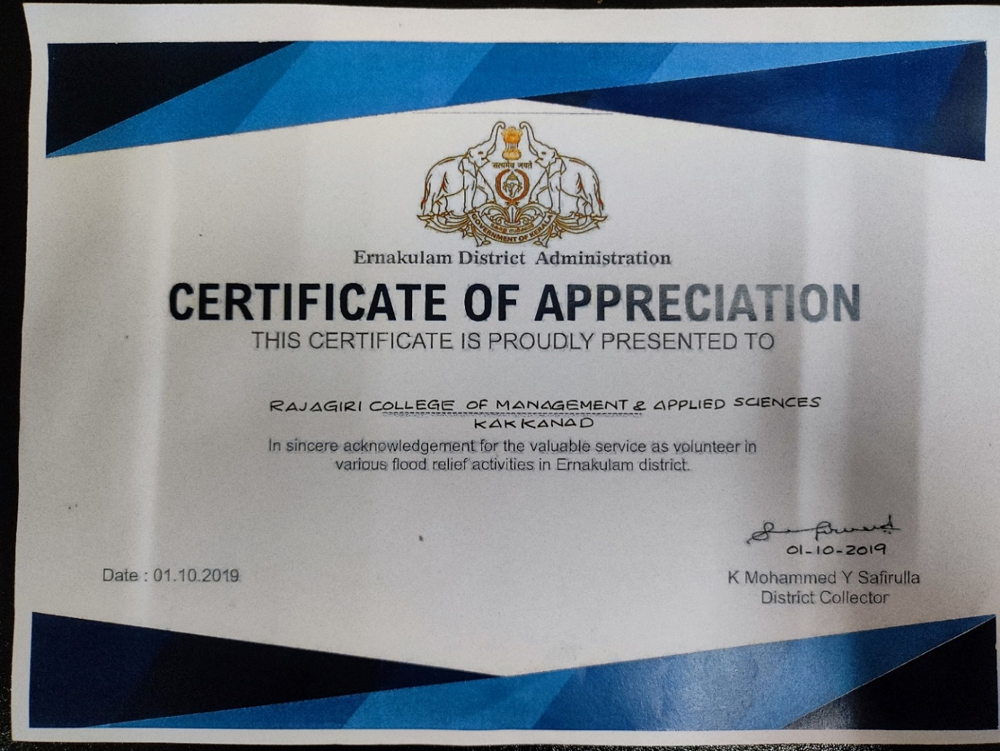 सत्यमेव जयते
GOVERNMENT OF KERALA
Ernakulam District Administration
CERTIFICATE OF APPRECIATION
THIS CERTIFICATE IS PROUDLY PRESENTED TO
RAJAGIRI COLLEGE OF MANAGEMENT & APPLIED SCIENCES
KAKKANAD
In sincere acknowledgement for the valuable service as volunteer in
various flood relief activities in Ernakulam district.
01-10-2019
Date : 01.10.2019
K Mohammed Y Safirulla
District Collector